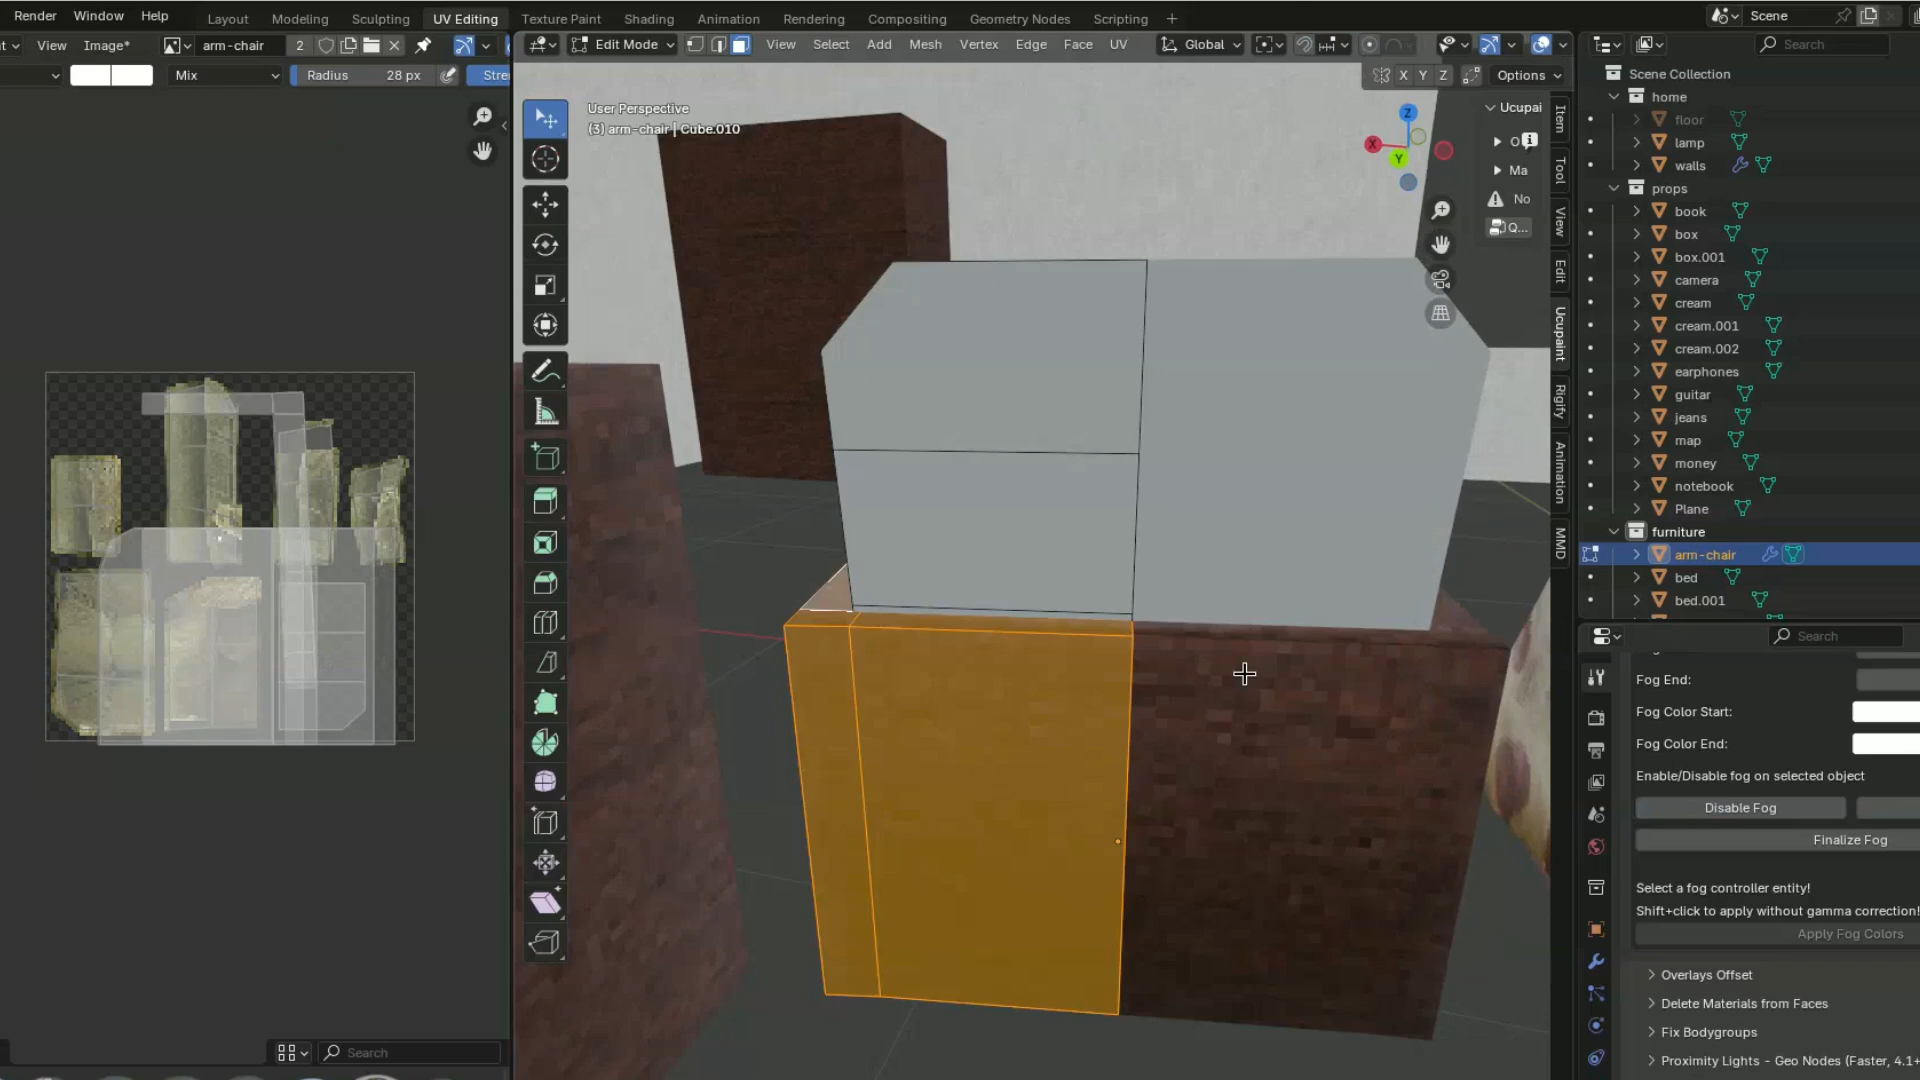 Render Window Help Layout Modeling Sculpting UV Editing Texture Paint Shading Animation Rendering Compositing Geometry Nodes Scripting + Scene
View Image* arm-chair 2 Edit Mode View Select Add Mesh Vertex Edge Face UV Global Search
Mix Radius 28 px Stre X Y Z Options
Scene Collection
home
floor
lamp
walls
props
book
box
box.001
camera
cream
cream.001
cream.002
earphones
guitar
jeans
map
money
notebook
Plane
furniture
arm-chair
bed
bed.001
User Perspective
(3) arm-chair | Cube.010
Z
X
Y
Ucupai
O
Ma
No
Q...
Item
Tool
View
Edit
Ucupaint
Rigify
Animation
MMD
Search
Fog End:
Fog Color Start:
Fog Color End:
Enable/Disable fog on selected object
Disable Fog
Finalize Fog
Select a fog controller entity!
Shift+click to apply without gamma correction!
Apply Fog Colors
Overlays Offset
Delete Materials from Faces
Fix Bodygroups
Proximity Lights - Geo Nodes (Faster, 4.1+
Search